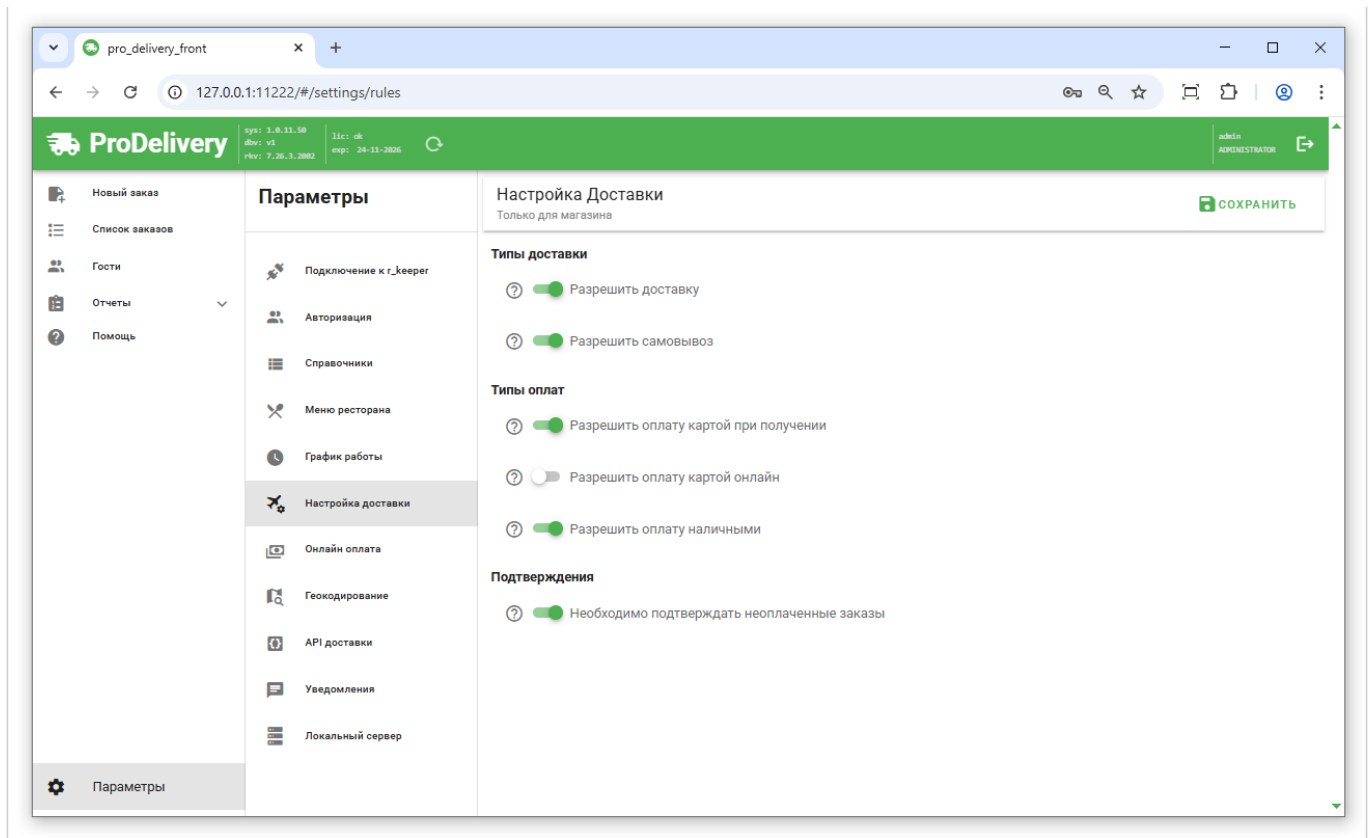 pro_delivery_front
127.0.0.1:11222/#/settings/rules
ProDelivery
sys: 1.0.11.50
dbv: v1
rkv: 7.26.3.2002
lic: ok
exp: 24-11-2026
admin
ADMINISTRATOR
Новый заказ
Список заказов
Гости
Отчеты
Помощь
Параметры
Параметры
Подключение к r_keeper
Авторизация
Справочники
Меню ресторана
График работы
Настройка доставки
Онлайн оплата
Геокодирование
API доставки
Уведомления
Локальный сервер
Настройка Доставки
Только для магазина
СОХРАНИТЬ
Типы доставки
Разрешить доставку
Разрешить самовывоз
Типы оплат
Разрешить оплату картой при получении
Разрешить оплату картой онлайн
Разрешить оплату наличными
Подтверждения
Необходимо подтверждать неоплаченные заказы